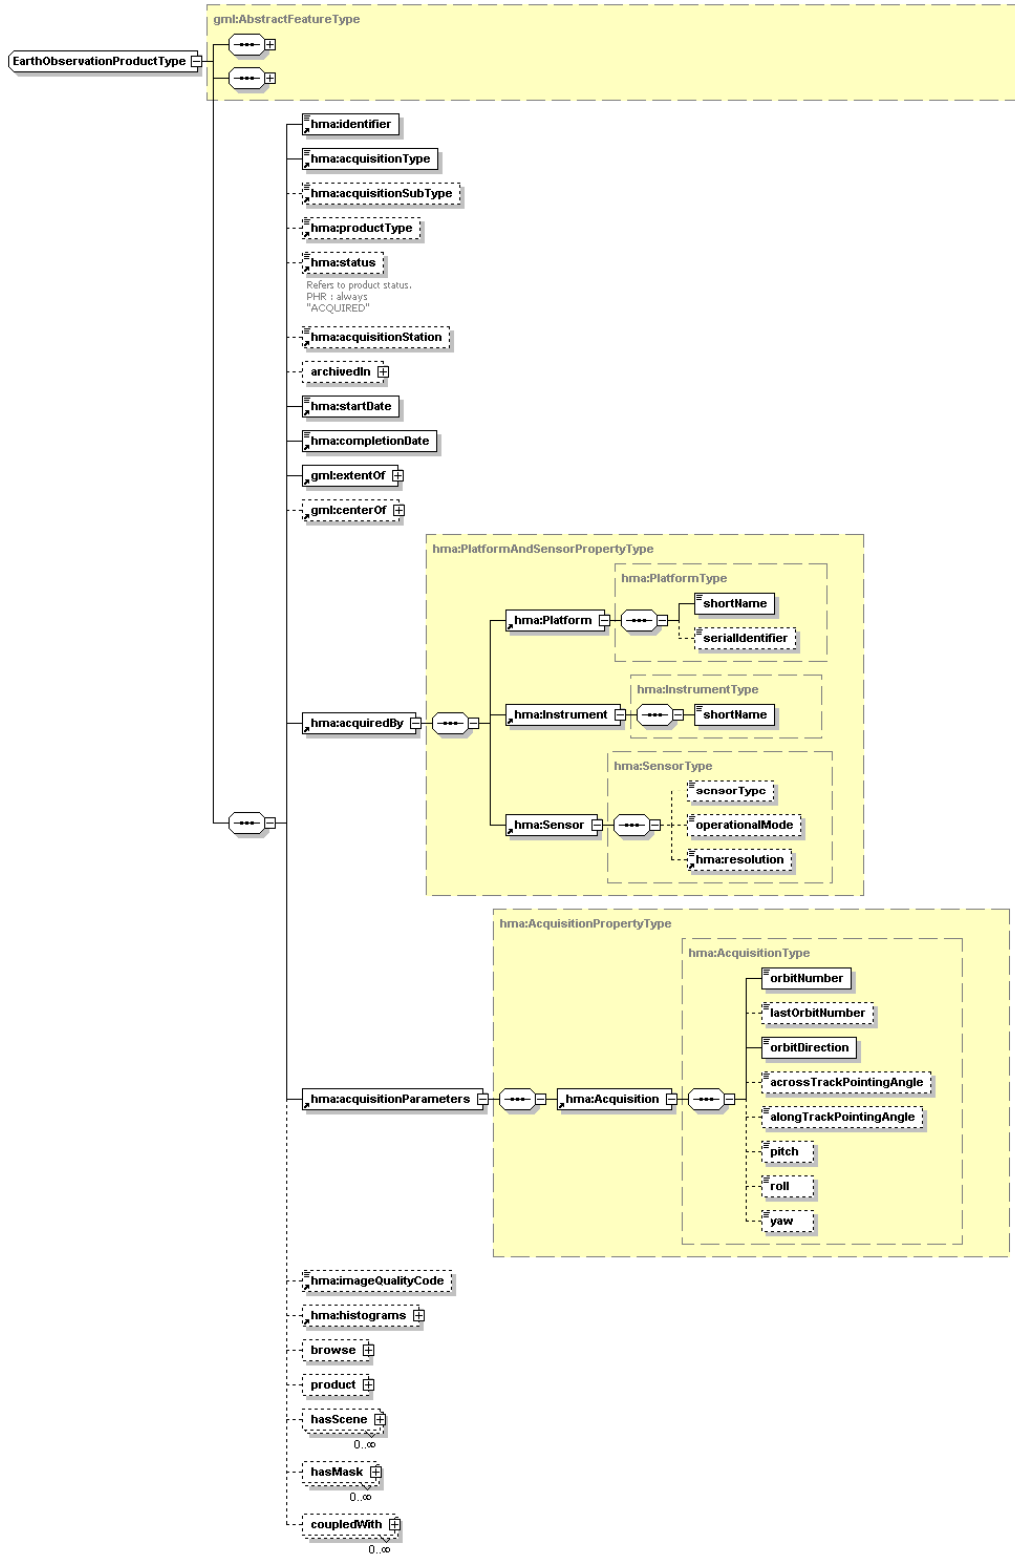 gml:AbstractFeatureType
EarthObservationProductType
hma:identifier
hma:acquisitionType
hma:acquisitionSubType
hma:productType
hma:status
Refers to product status.
PHR : always
"ACQUIRED"
hma:acquisitionStation
archivedIn
hma:startDate
hma:completionDate
gml:extentOf
gml:centerOf
hma:PlatformAndSensorPropertyType
hma:PlatformType
shortName
hma:Platform
serialIdentifier
hma:InstrumentType
hma:acquiredBy
hma:Instrument
shortName
hma:SensorType
sensorType
hma:Sensor
operationalMode
hma:resolution
hma:AcquisitionPropertyType
hma:AcquisitionType
orbitNumber
lastOrbitNumber
orbitDirection
acrossTrackPointingAngle
hma:acquisitionParameters
hma:Acquisition
alongTrackPointingAngle
pitch
roll
yaw
hma:imageQualityCode
hma:histograms
browse
product
hasScene
0..∞
hasMask
0..∞
coupledWith
0..∞